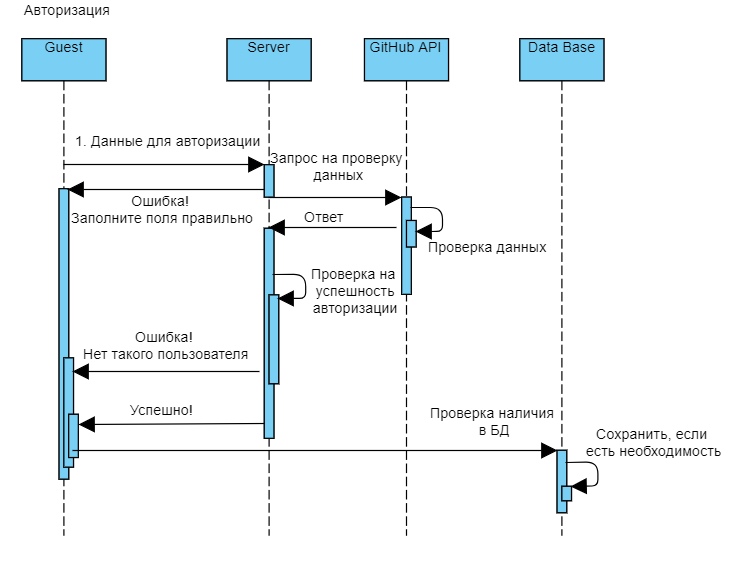 Авторизация
Guest
Server
GitHub API
Data Base
1. Данные для авторизации
Запрос на проверку
данных
Ошибка!
Заполните поля правильно
Ответ
Проверка данных
Проверка на
успешность
авторизации
Ошибка!
Нет такого пользователя
Успешно!
Проверка наличия
в БД
Сохранить, если
есть необходимость